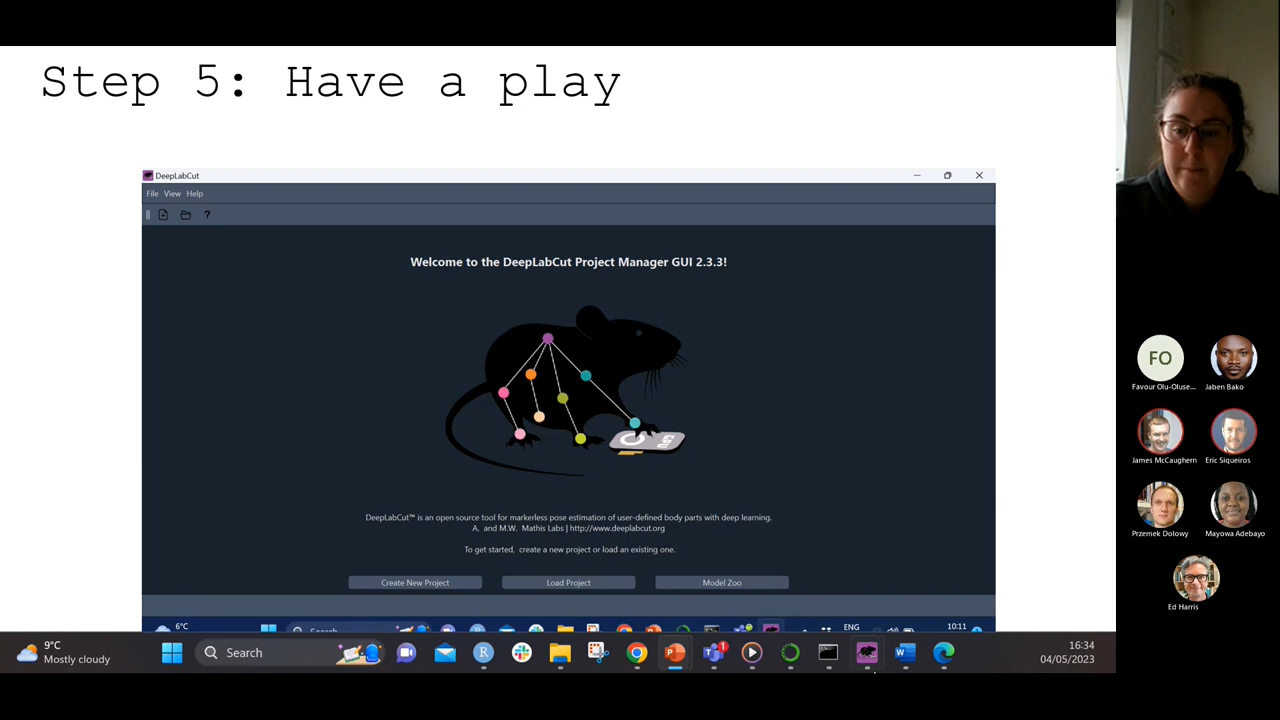 Step 5: Have a play
DeepLabCut
File View Help
?
Welcome to the DeepLabCut Project Manager GUI 2.3.3!
CPU
DeepLabCut™ is an open source tool for markerless pose estimation of user-defined body parts with deep learning.
A. and M.W. Mathis Labs | http://www.deeplabcut.org
To get started, create a new project or load an existing one.
Create New Project
Load Project
Model Zoo
6°C
Search
ENG
10:11
9°C
Mostly cloudy
Search
16:34
04/05/2023
FO
Favour Olu-Oluse...
Jaben Bako
James McCaughern
Eric Siqueiros
Przemek Dolowy
Mayowa Adebayo
Ed Harris